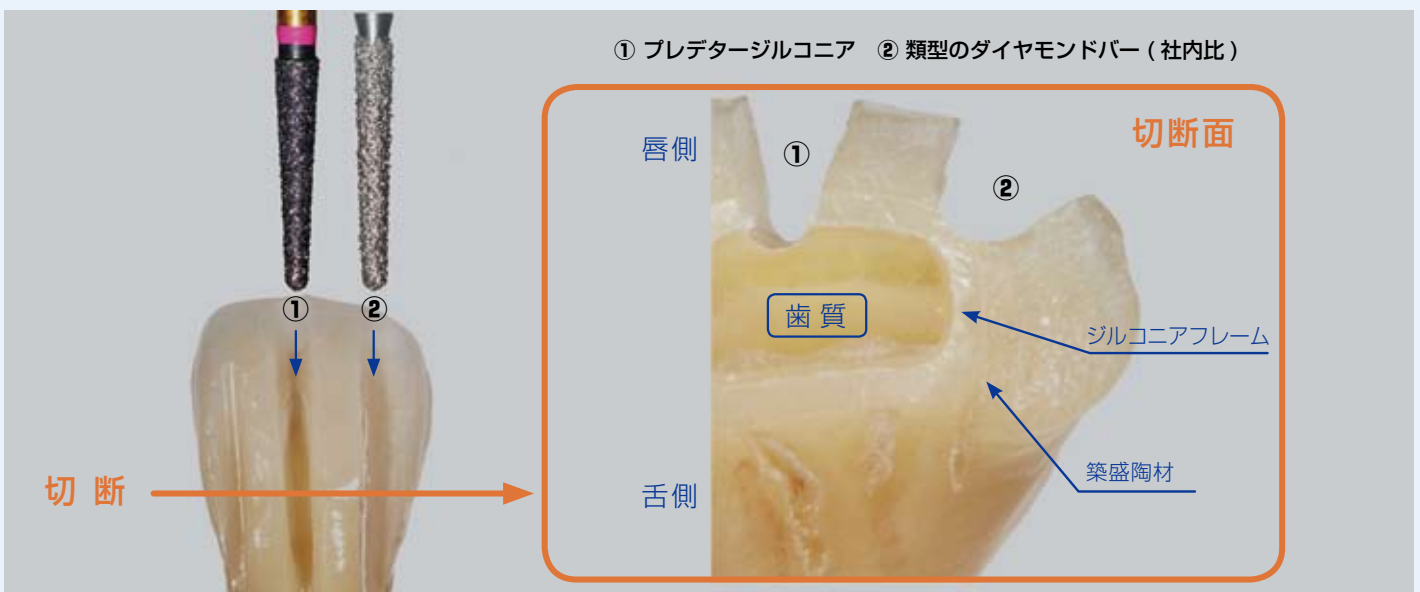 ① プレデタージルコニア ② 類型のダイヤモンドバー ( 社内比 )
切断面
唇側
①
②
歯質
ジルコニアフレーム
築盛陶材
舌側
①
②
切 断